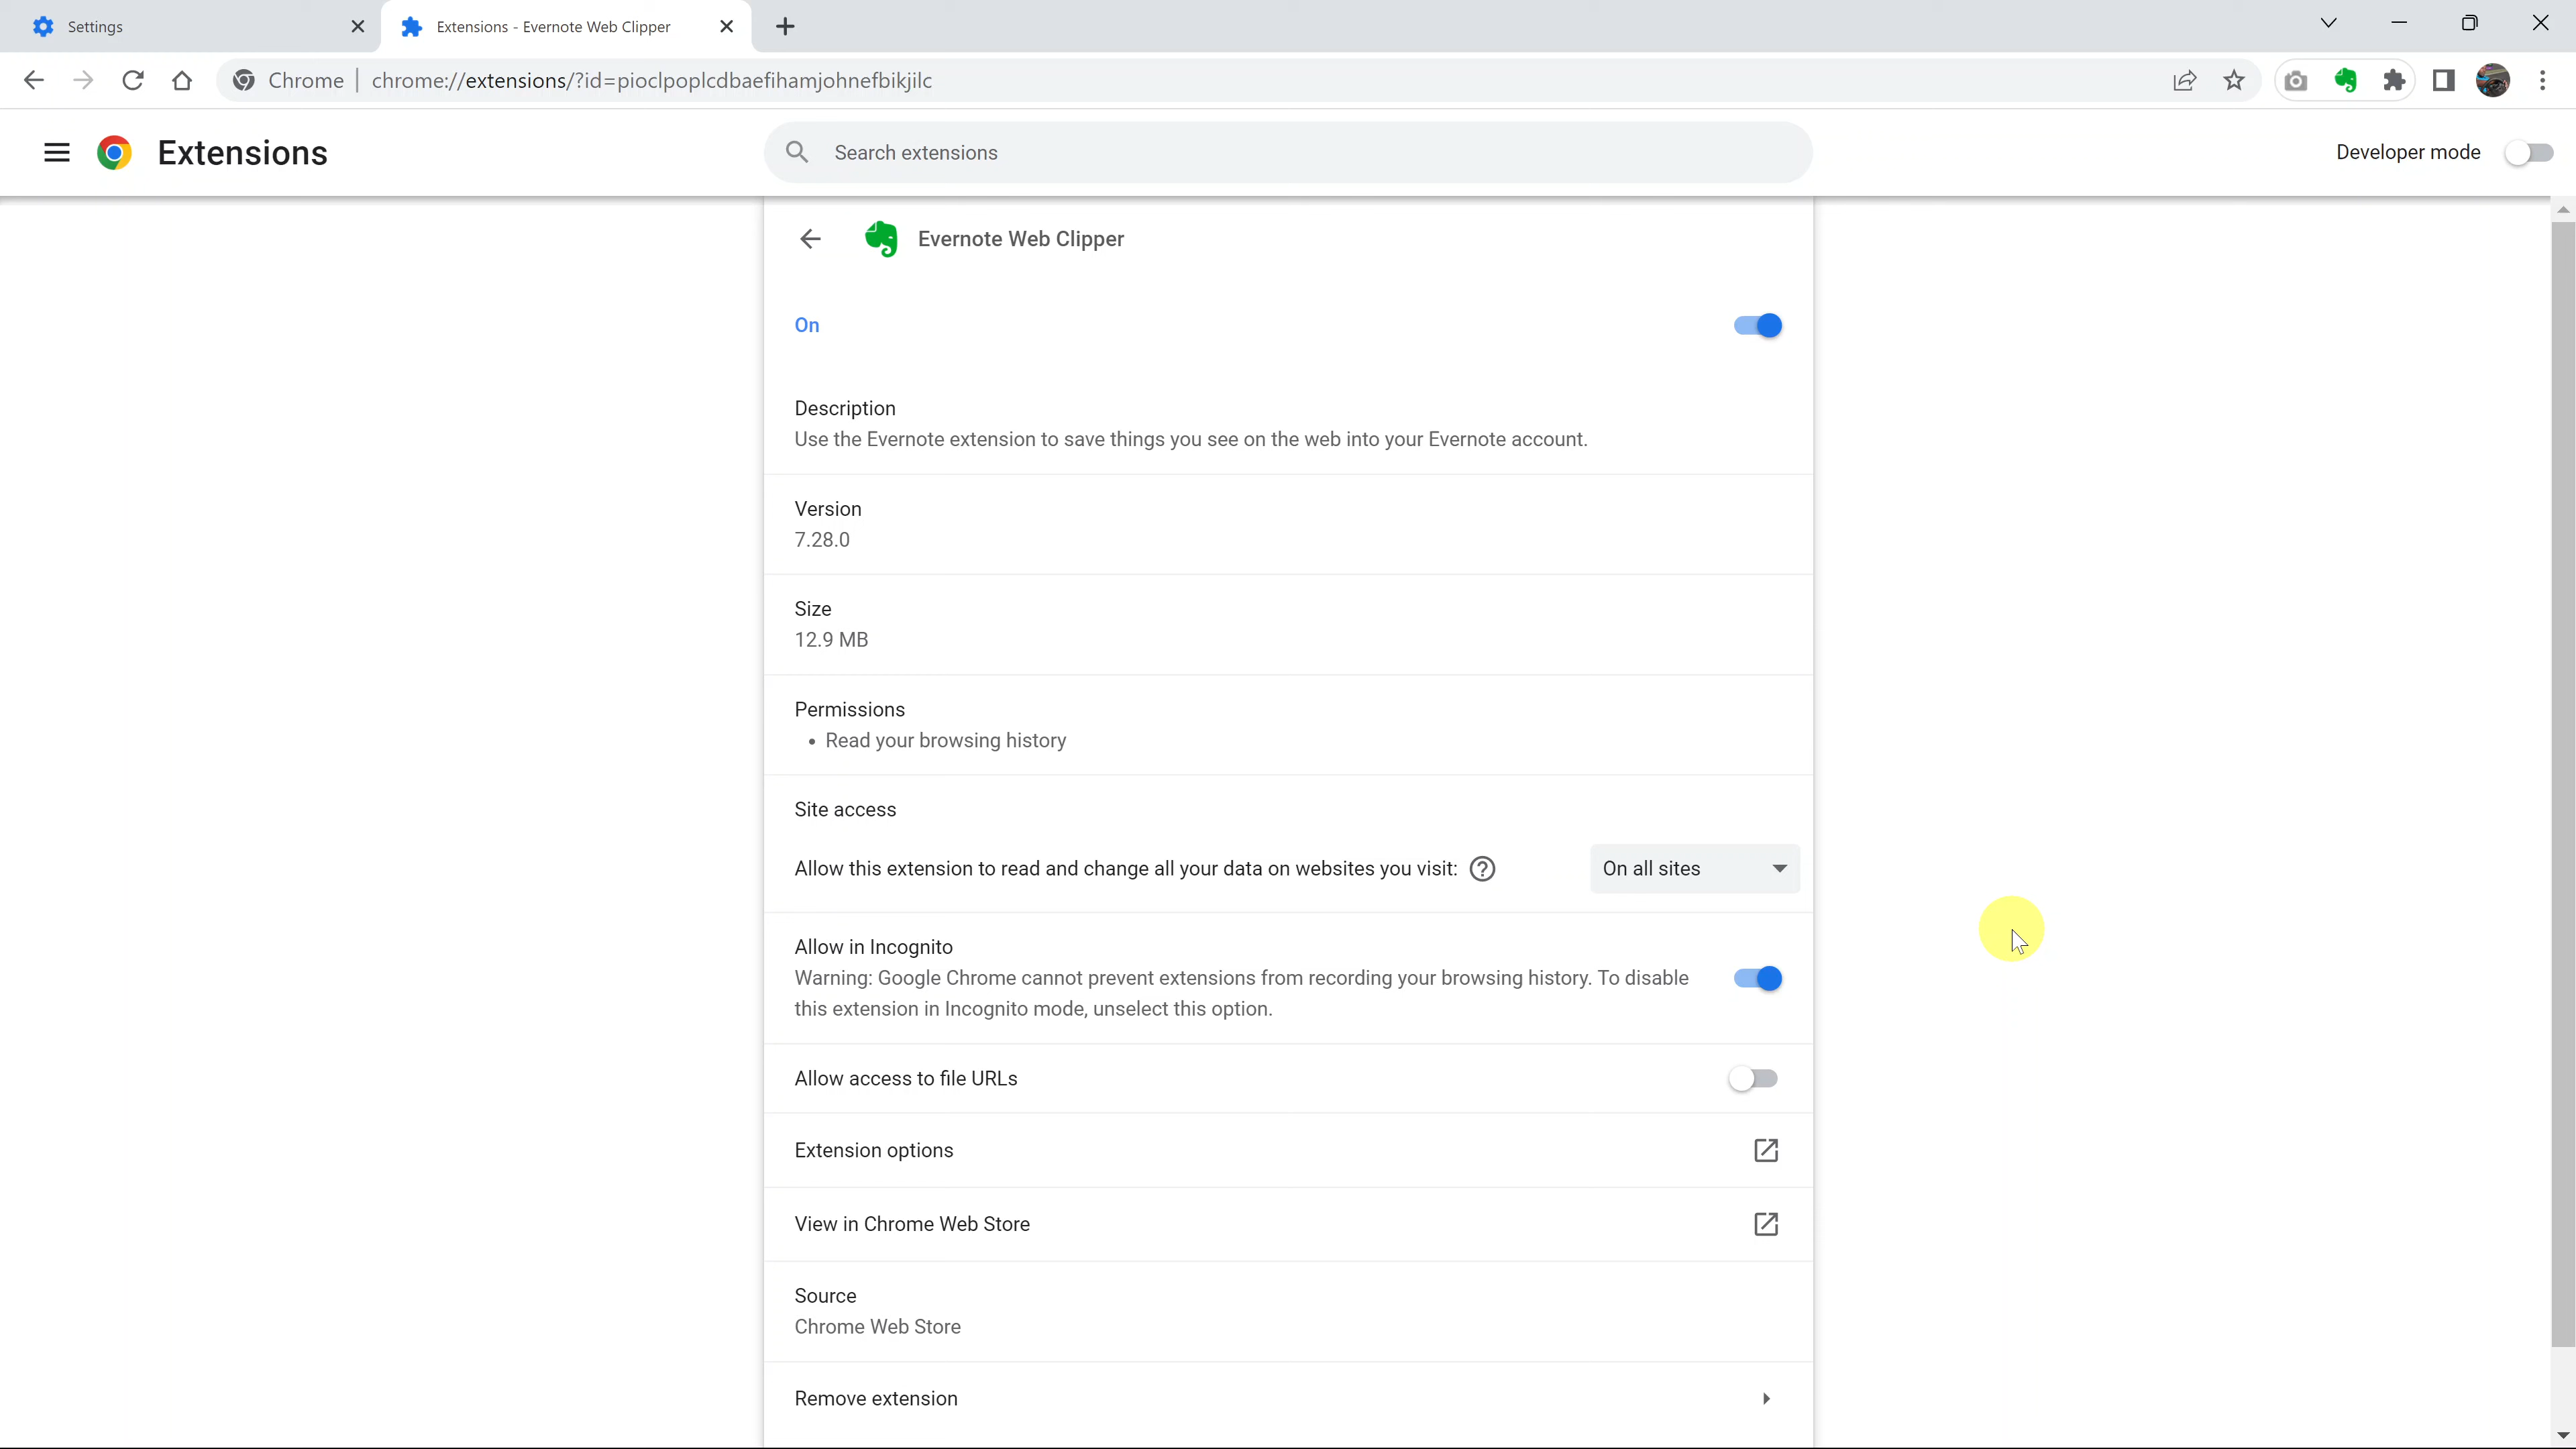 Settings
Extensions - Evernote Web Clipper
Chrome
chrome://extensions/?id=pioclpoplcdbaefihamjohnefbikjilc
Extensions
Search extensions
Developer mode
Evernote Web Clipper
On
Description
Use the Evernote extension to save things you see on the web into your Evernote account.
Version
7.28.0
Size
12.9 MB
Permissions
• Read your browsing history
Site access
Allow this extension to read and change all your data on websites you visit:
On all sites
Allow in Incognito
Warning: Google Chrome cannot prevent extensions from recording your browsing history. To disable
this extension in Incognito mode, unselect this option.
Allow access to file URLs
Extension options
View in Chrome Web Store
Source
Chrome Web Store
Remove extension